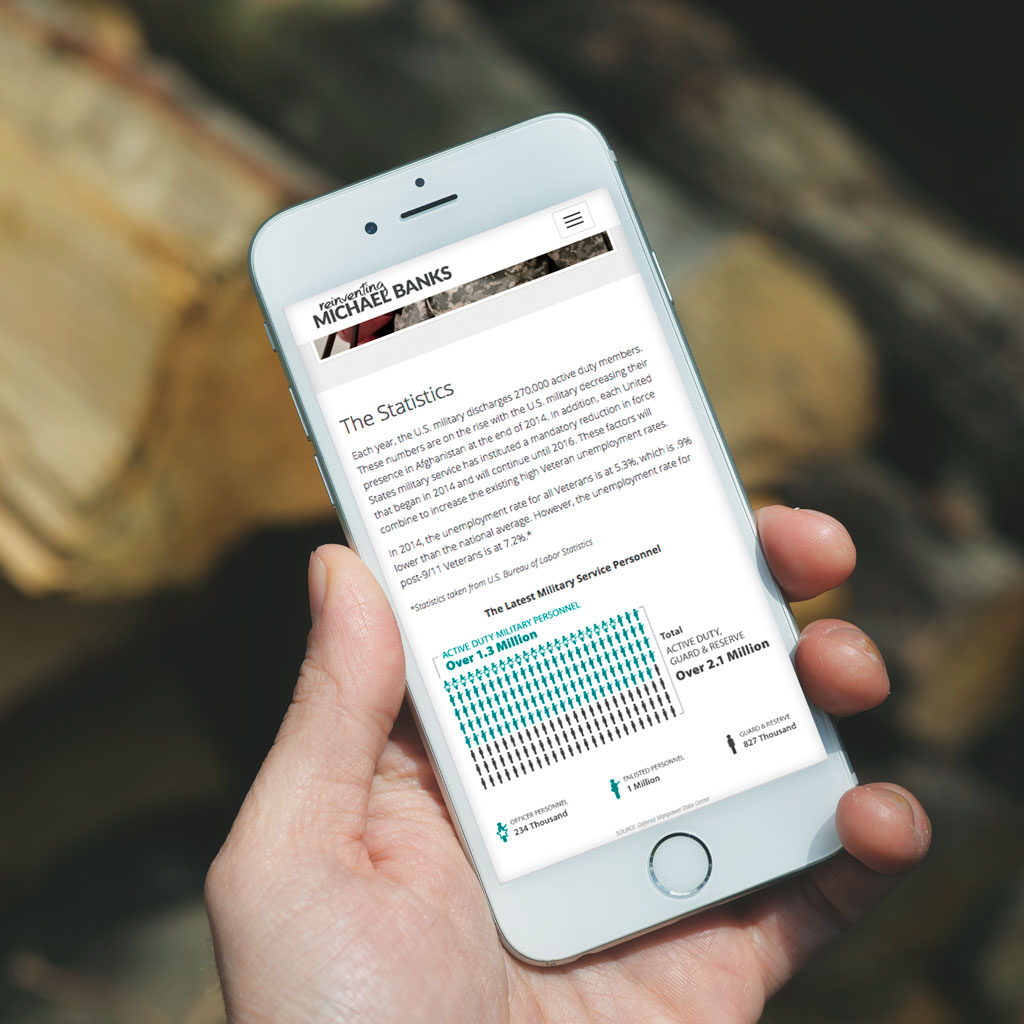 reinventing
MICHAEL BANKS
The Statistics
Each year, the U.S. military discharges 270,000 active duty members.
These numbers are on the rise with the U.S. military decreasing their
presence in Afghanistan at the end of 2014. In addition, each United
States military service has instituted a mandatory reduction in force
that began in 2014 and will continue until 2016. These factors will
combine to increase the existing high Veteran unemployment rates.
In 2014, the unemployment rate for all Veterans is at 5.3%, which is .9%
lower than the national average. However, the unemployment rate for
post-9/11 Veterans is at 7.2%.*
*Statistics taken from U.S. Bureau of Labor Statistics
The Latest Military Service Personnel
ACTIVE DUTY MILITARY PERSONNEL
Over 1.3 Million
Total
ACTIVE DUTY,
GUARD & RESERVE
Over 2.1 Million
OFFICER PERSONNEL
234 Thousand
ENLISTED PERSONNEL
1 Million
GUARD & RESERVE
827 Thousand
SOURCE: Defense Manpower Data Center